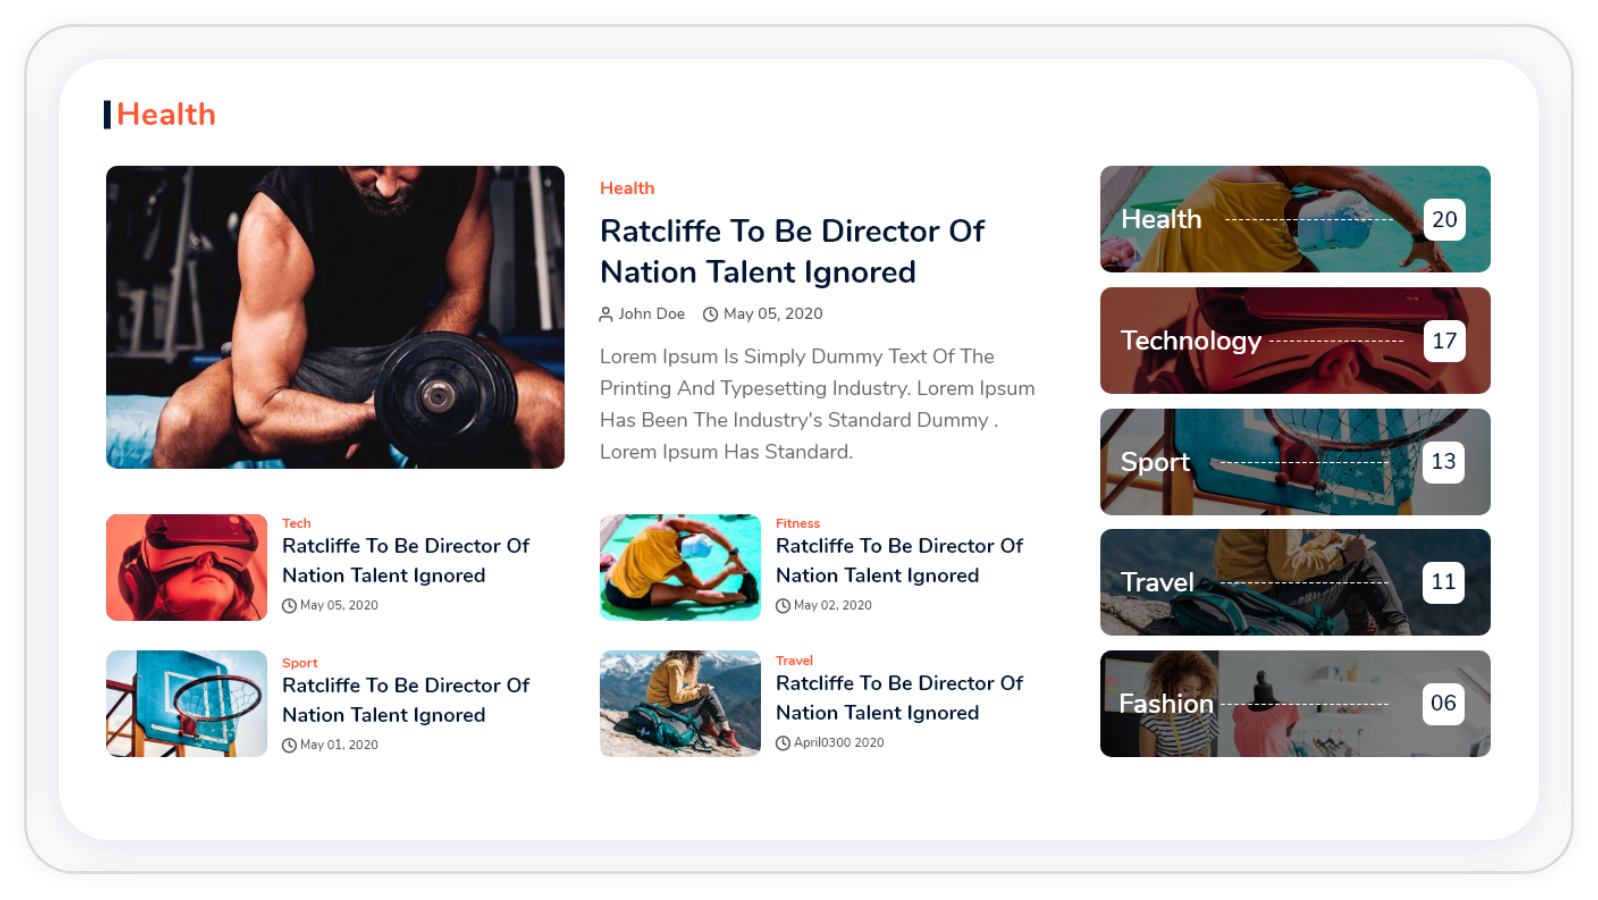 Health
Health
Ratcliffe To Be Director Of
Nation Talent Ignored
John Doe May 05, 2020
Lorem Ipsum Is Simply Dummy Text Of The
Printing And Typesetting Industry. Lorem Ipsum
Has Been The Industry's Standard Dummy .
Lorem Ipsum Has Standard.
Tech
Ratcliffe To Be Director Of
Nation Talent Ignored
May 05, 2020
Fitness
Ratcliffe To Be Director Of
Nation Talent Ignored
May 02, 2020
Sport
Ratcliffe To Be Director Of
Nation Talent Ignored
May 01, 2020
Travel
Ratcliffe To Be Director Of
Nation Talent Ignored
April0300 2020
Health 20
Technology 17
Sport 13
Travel 11
Fashion 06